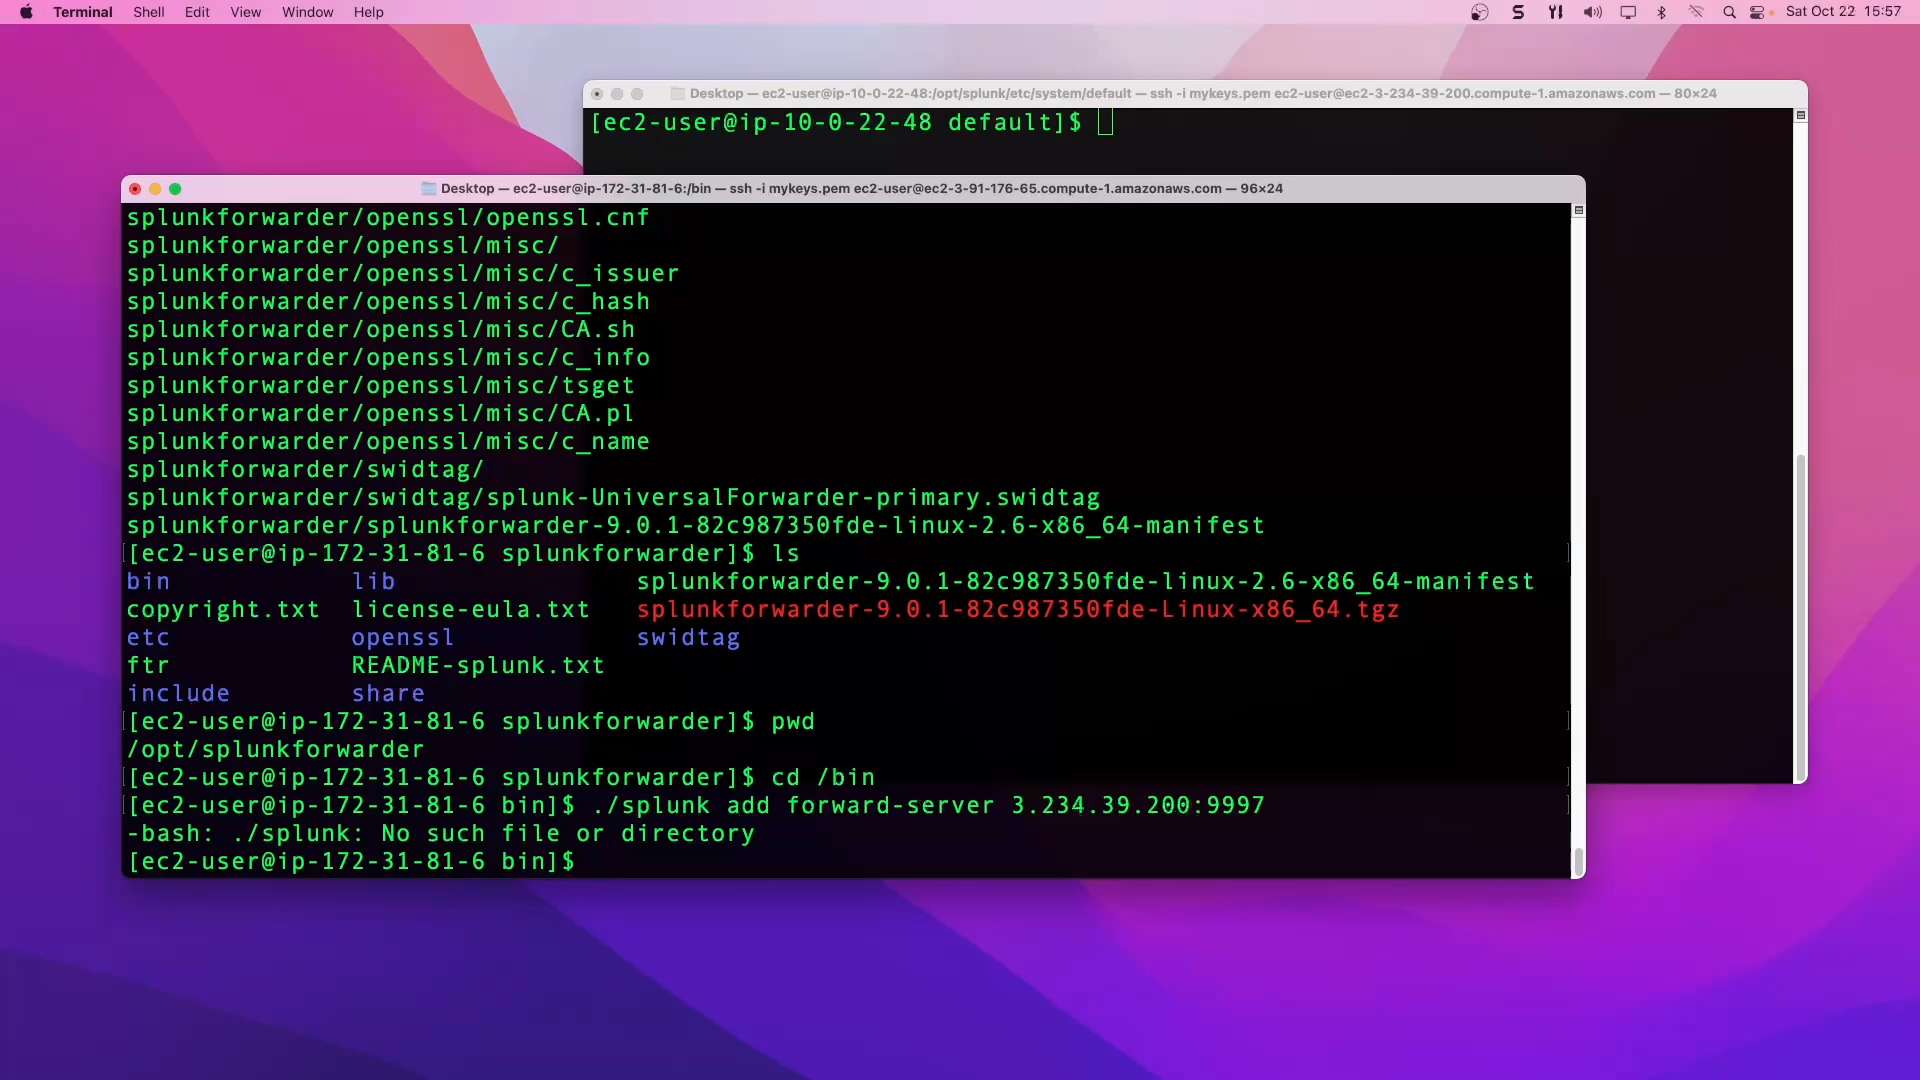 Terminal Shell Edit View Window Help Sat Oct 22 15:57
Desktop — ec2-user@ip-10-0-22-48:/opt/splunk/etc/system/default — ssh -i mykeys.pem ec2-user@ec2-3-234-39-200.compute-1.amazonaws.com — 80×24
[ec2-user@ip-10-0-22-48 default]$
Desktop — ec2-user@ip-172-31-81-6:/bin — ssh -i mykeys.pem ec2-user@ec2-3-91-176-65.compute-1.amazonaws.com — 96×24
splunkforwarder/openssl/openssl.cnf
splunkforwarder/openssl/misc/
splunkforwarder/openssl/misc/c_issuer
splunkforwarder/openssl/misc/c_hash
splunkforwarder/openssl/misc/CA.sh
splunkforwarder/openssl/misc/c_info
splunkforwarder/openssl/misc/tsget
splunkforwarder/openssl/misc/CA.pl
splunkforwarder/openssl/misc/c_name
splunkforwarder/swidtag/
splunkforwarder/swidtag/splunk-UniversalForwarder-primary.swidtag
splunkforwarder/splunkforwarder-9.0.1-82c987350fde-linux-2.6-x86_64-manifest
[[ec2-user@ip-172-31-81-6 splunkforwarder]$ ls ]
bin lib splunkforwarder-9.0.1-82c987350fde-linux-2.6-x86_64-manifest
copyright.txt license-eula.txt splunkforwarder-9.0.1-82c987350fde-Linux-x86_64.tgz
etc openssl swidtag
ftr README-splunk.txt
include share
[[ec2-user@ip-172-31-81-6 splunkforwarder]$ pwd ]
/opt/splunkforwarder
[[ec2-user@ip-172-31-81-6 splunkforwarder]$ cd /bin ]
[[ec2-user@ip-172-31-81-6 bin]$ ./splunk add forward-server 3.234.39.200:9997 ]
-bash: ./splunk: No such file or directory
[ec2-user@ip-172-31-81-6 bin]$